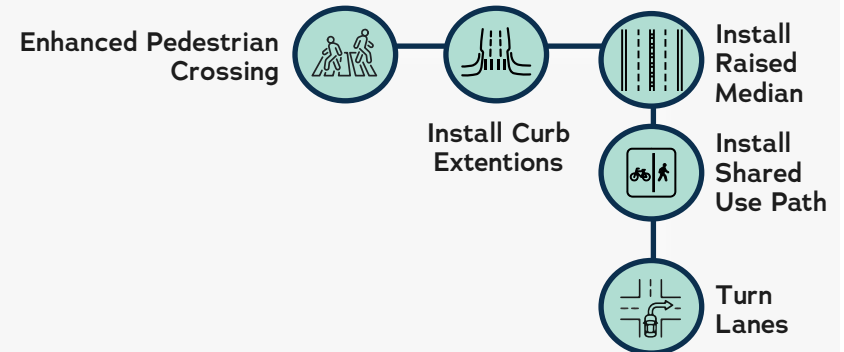 Enhanced Pedestrian
Crossing
Install Curb
Extentions
Install
Raised
Median
Install
Shared
Use Path
Turn
Lanes